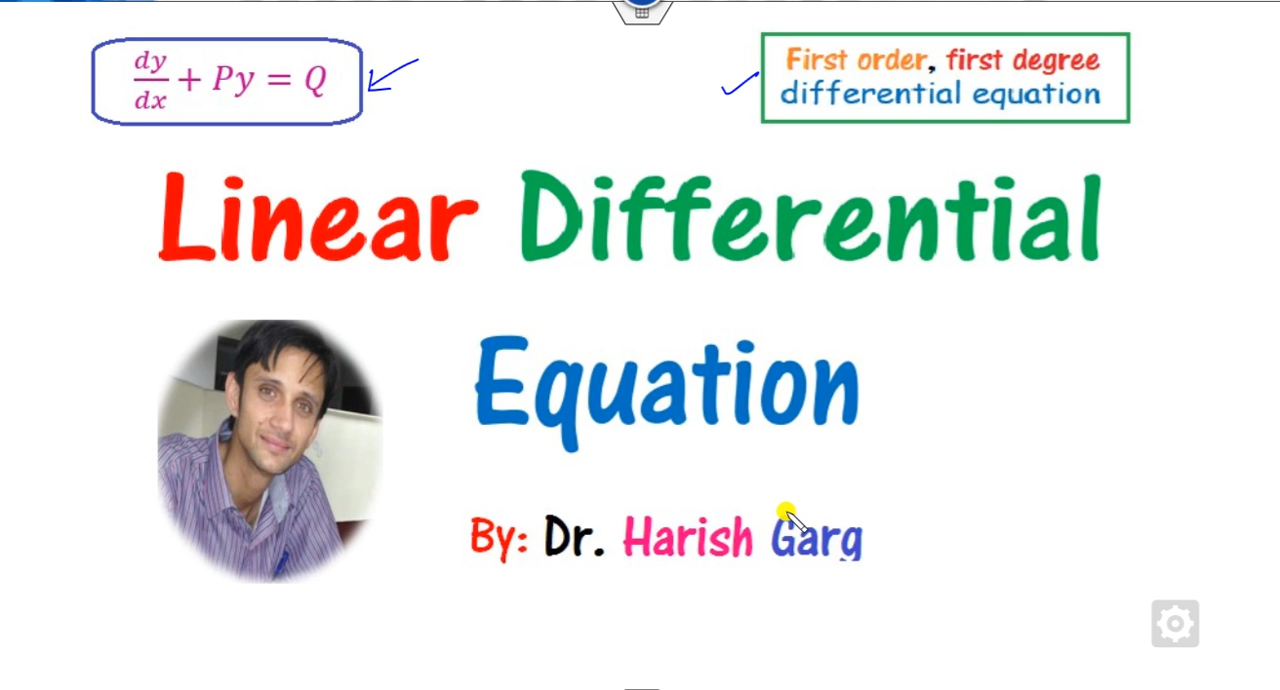 dy/dx + Py = Q
First order, first degree
differential equation
Linear Differential
Equation
By: Dr. Harish Garg